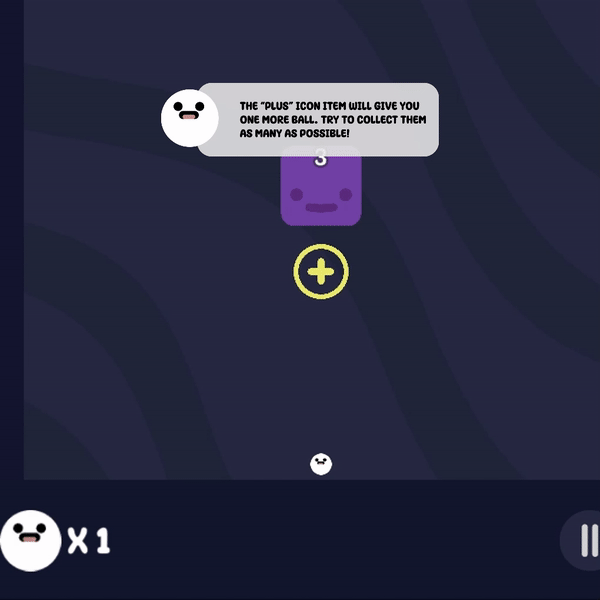 THE "PLUS" ICON ITEM WILL GIVE YOU
ONE MORE BALL. TRY TO COLLECT THEM
AS MANY AS POSSIBLE!
3
X 1